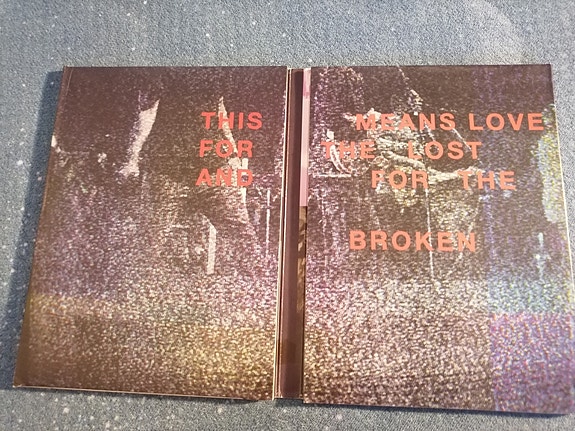 THIS MEANS LOVE
FOR THE LOST
AND FOR THE
BROKEN